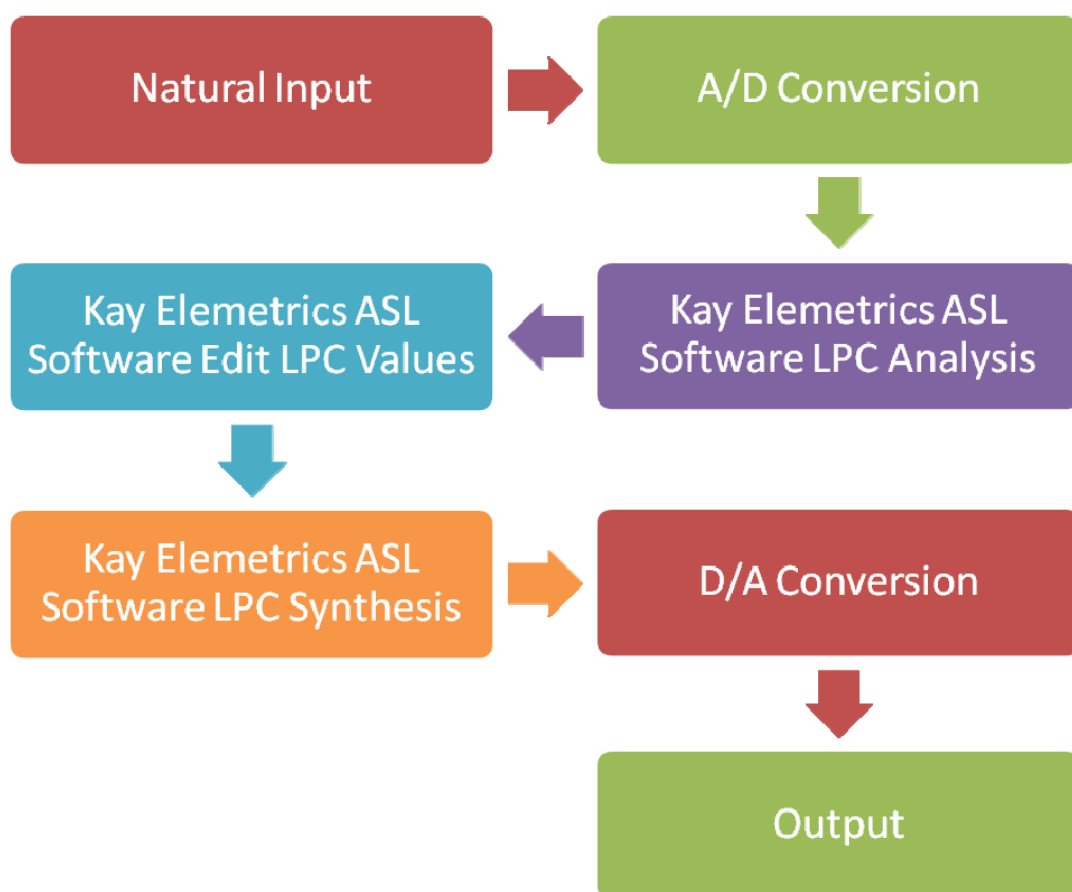 Natural Input
A/D Conversion
Kay Elemetrics ASL
Software LPC Analysis
Kay Elemetrics ASL
Software Edit LPC Values
Kay Elemetrics ASL
Software LPC Synthesis
D/A Conversion
Output